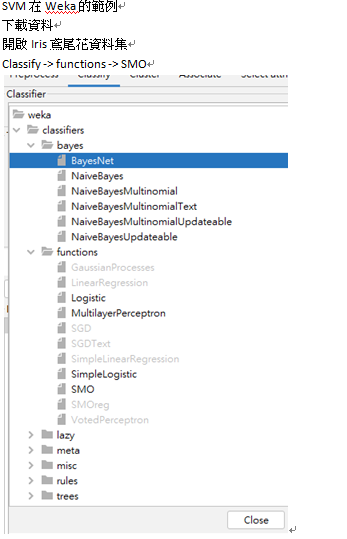 SVM 在 Weka 的範例
下載資料
開啟 Iris 鳶尾花資料集
Classify -> functions -> SMO
Preprocess Classify Cluster Associate Select attri
Classifier
weka
classifiers
bayes
BayesNet
NaiveBayes
NaiveBayesMultinomial
NaiveBayesMultinomialText
NaiveBayesMultinomialUpdateable
NaiveBayesUpdateable
functions
GaussianProcesses
LinearRegression
Logistic
MultilayerPerceptron
SGD
SGDText
SimpleLinearRegression
SimpleLogistic
SMO
SMOreg
VotedPerceptron
lazy
meta
misc
rules
trees
Close